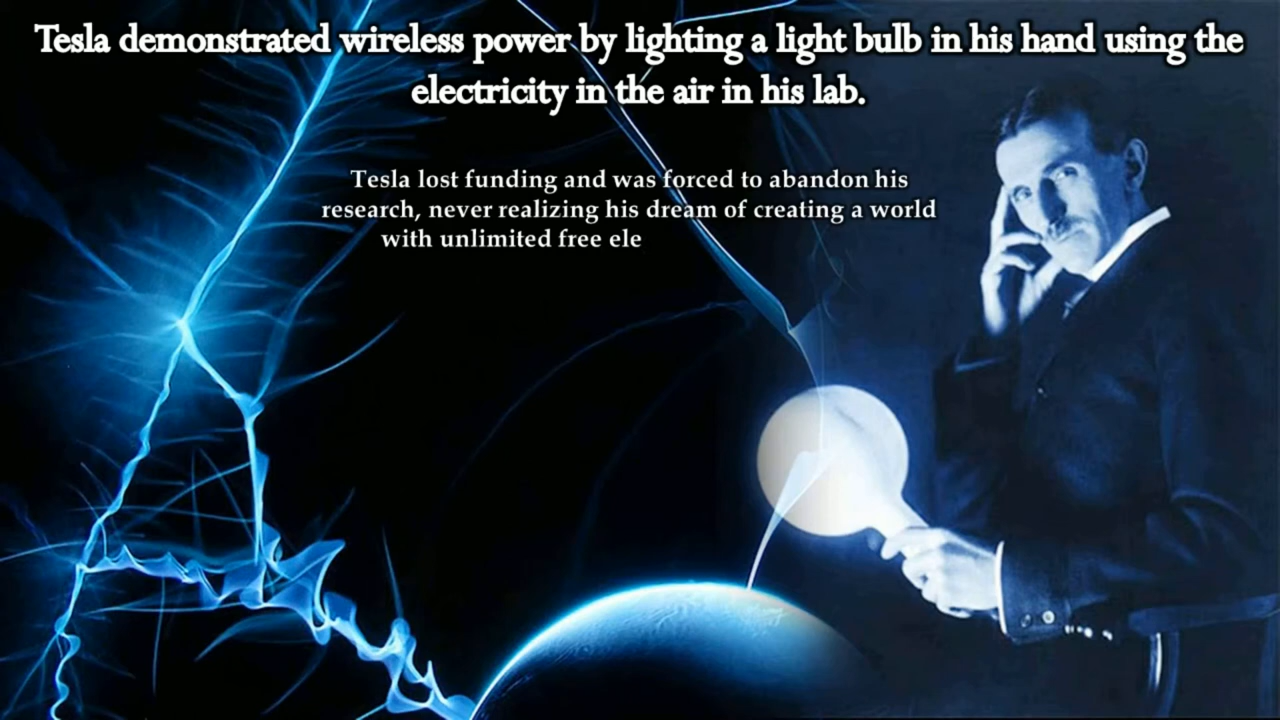 Tesla demonstrated wireless power by lighting a light bulb in his hand using the
electricity in the air in his lab.
Tesla lost funding and was forced to abandon his
research, never realizing his dream of creating a world
with unlimited free ele